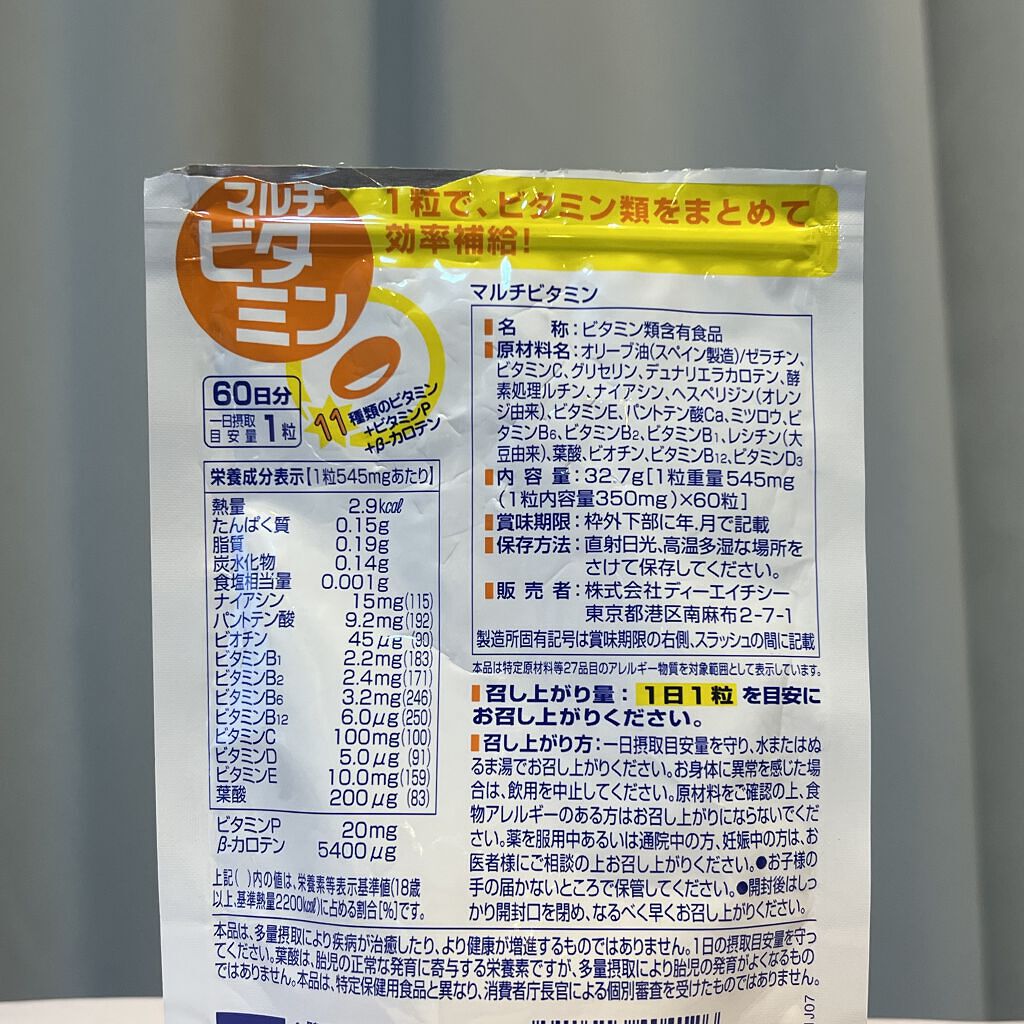 マルチ
ビタ
ミン
1粒で、ビタミン類をまとめて
効率補給!
60日分
一日摂取
目安量 1粒
11種類のビタミン
+ビタミンP
+β-カロテン
栄養成分表示【1粒545mgあたり】
熱量 2.9kcal
たんぱく質 0.15g
脂質 0.19g
炭水化物 0.14g
食塩相当量 0.001g
ナイアシン 15mg(115)
パントテン酸 9.2mg(192)
ビオチン 45μg(90)
ビタミンB1 2.2mg(183)
ビタミンB2 2.4mg(171)
ビタミンB6 3.2mg(246)
ビタミンB12 6.0μg(250)
ビタミンC 100mg(100)
ビタミンD 5.0μg(91)
ビタミンE 10.0mg(159)
葉酸 200μg(83)
ビタミンP 20mg
β-カロテン 5400μg
上記( )内の値は、栄養素等表示基準値(18歳
以上、基準熱量2200kcal)に占める割合[%]です。
マルチビタミン
名 称:ビタミン類含有食品
原材料名:オリーブ油(スペイン製造)/ゼラチン、
ビタミンC、グリセリン、デュナリエラカロテン、酵
素処理ルチン、ナイアシン、ヘスペリジン(オレン
ジ由来)、ビタミンE、パントテン酸Ca、ミツロウ、ビ
タミンB6、ビタミンB2、ビタミンB1、レシチン(大
豆由来)、葉酸、ビオチン、ビタミンB12、ビタミンD3
内容量:32.7g[1粒重量545mg
(1粒内容量350mg)×60粒]
賞味期限:枠外下部に年、月で記載
保存方法:直射日光、高温多湿な場所を
さけて保存してください。
販売者:株式会社ディーエイチシー
東京都港区南麻布2-7-1
製造所固有記号は賞味期限の右側、スラッシュの間に記載
本品は特定原材料等27品目のアレルギー物質を対象範囲として表示しています。
召し上がり量:1日1粒を目安に
お召し上がりください。
召し上がり方:一日摂取目安量を守り、水またはぬ
るま湯でお召し上がりください。お身体に異常を感じた場
合は、飲用を中止してください。原材料をご確認の上、食
物アレルギーのある方はお召し上がりにならないでくだ
さい。薬を服用中あるいは通院中の方、妊娠中の方は、お
医者様にご相談の上お召し上がりください。●お子様の
手の届かないところで保管してください。●開封後はしっ
かり開封口を閉め、なるべく早くお召し上がりください。
本品は、多量摂取により疾病が治癒したり、より健康が増進するものではありません。1日の摂取目安量を守っ
てください。葉酸は、胎児の正常な発育に寄与する栄養素ですが、多量摂取により胎児の発育がよくなるもの
ではありません。本品は、特定保健用食品と異なり、消費者庁長官による個別審査を受けたものではありません。
J07